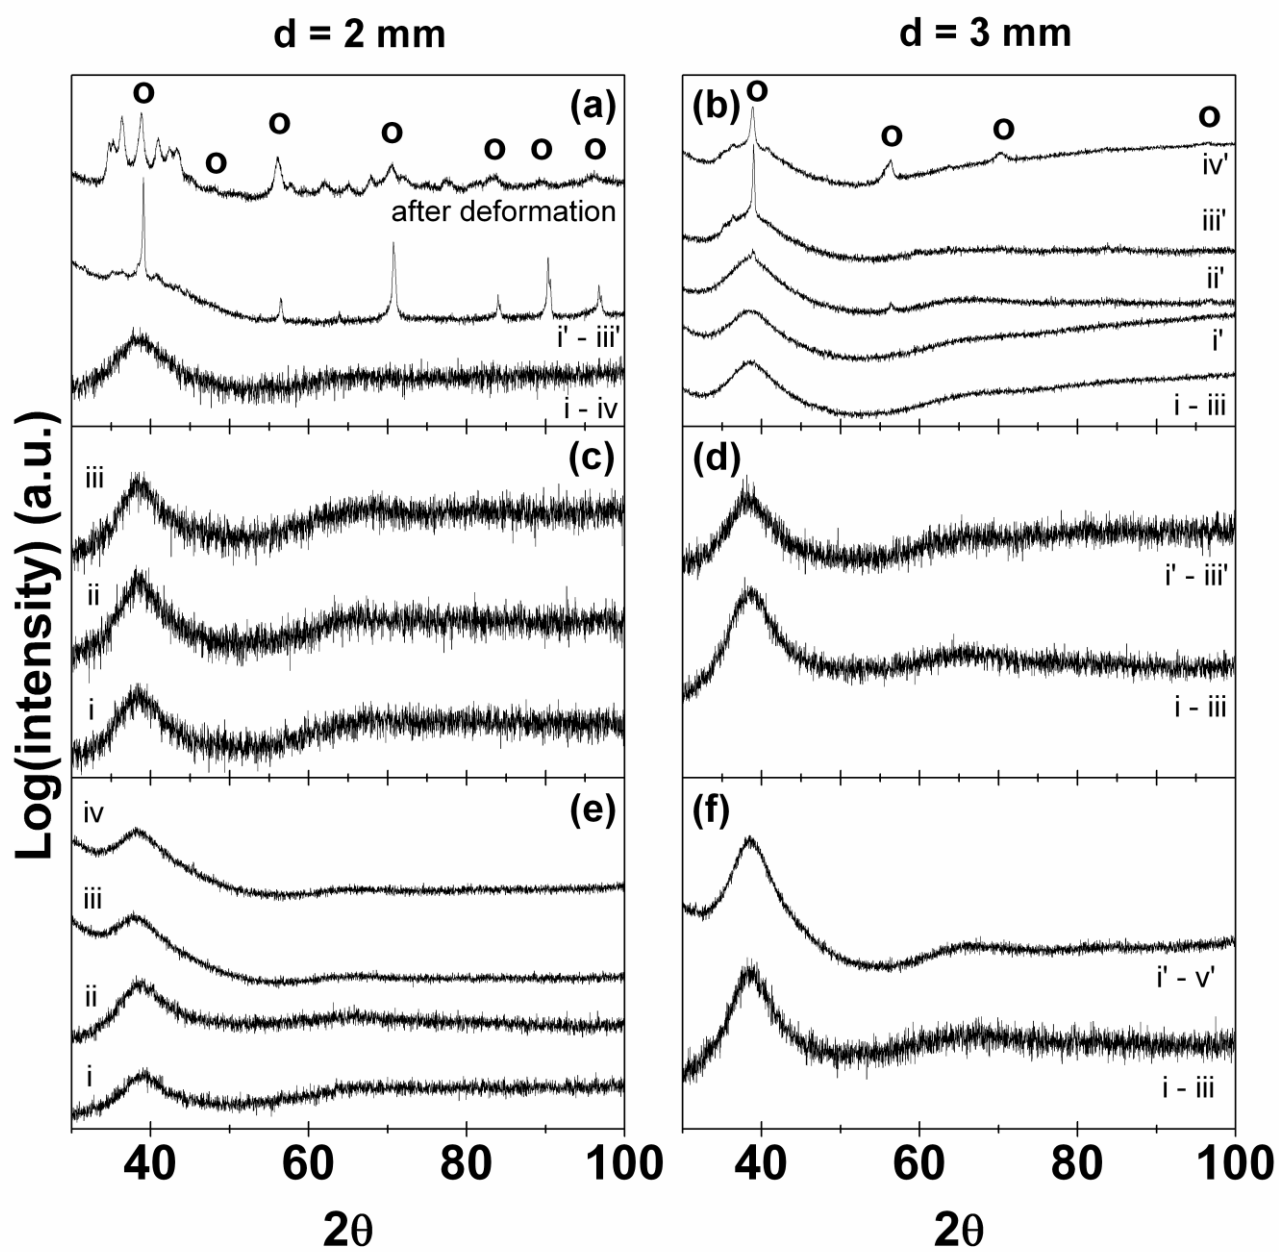 d = 2 mm
d = 3 mm
(a)
o
o
o
o
o
o
o
after deformation
i' - iii'
i - iv
(b)
o
o
o
o
iv'
iii'
ii'
i'
i - iii
(c)
iii
ii
i
(d)
i' - iii'
i - iii
(e)
iv
iii
ii
i
(f)
i' - v'
i - iii
Log(intensity) (a.u.)
40 60 80 100
40 60 80 100
2θ
2θ